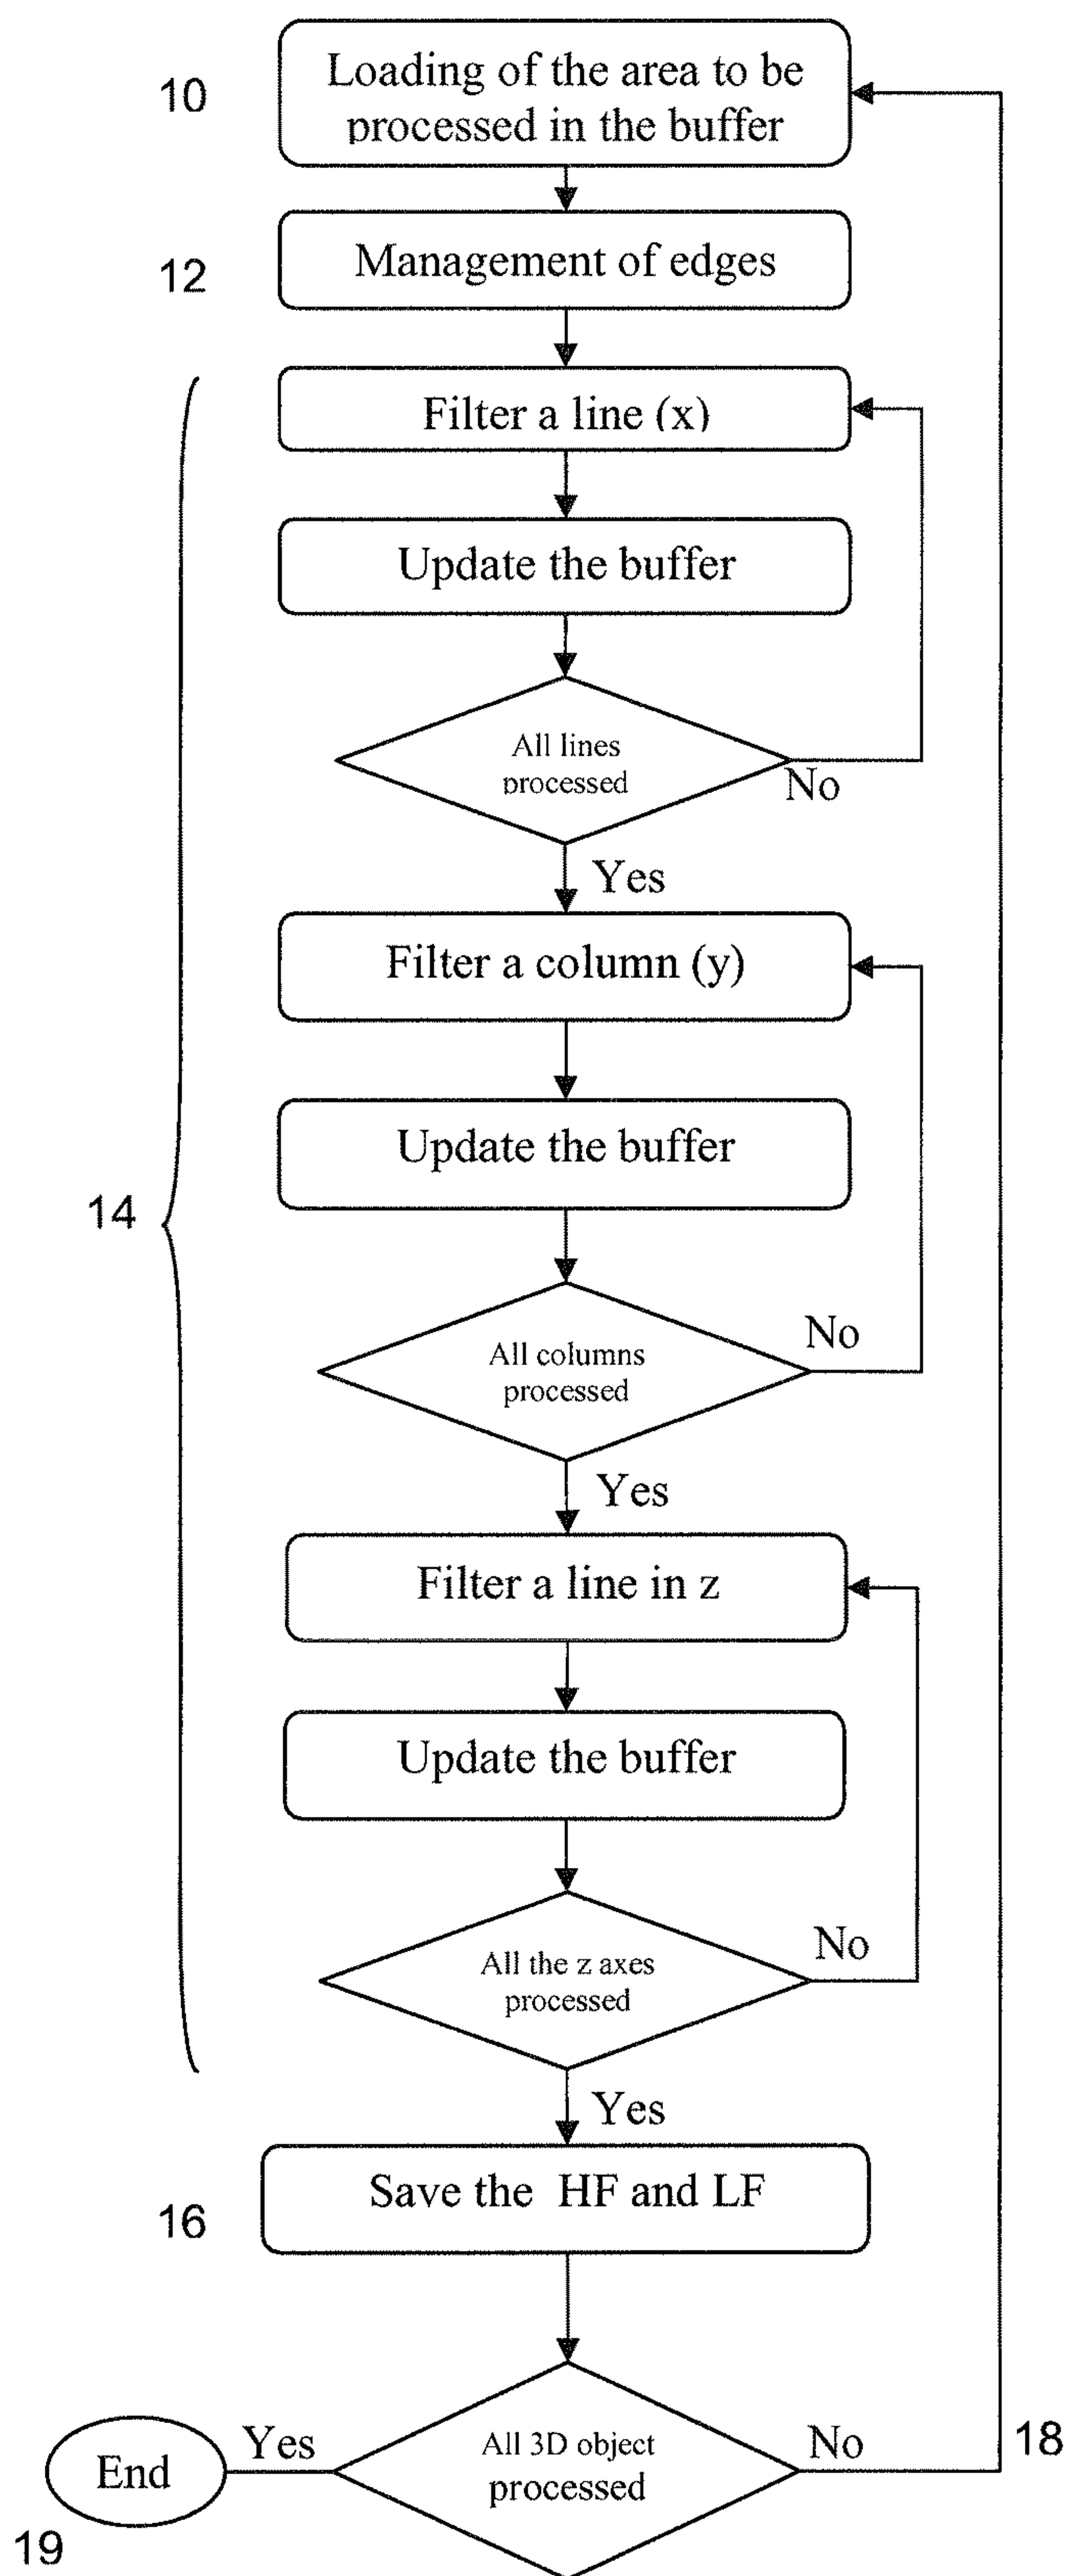 10
Loading of the area to be
processed in the buffer
12
Management of edges
Filter a line (x)
Update the buffer
All lines
processed
No
Yes
Filter a column (y)
Update the buffer
14
All columns
processed
No
Yes
Filter a line in z
Update the buffer
All the z axes
processed
No
Yes
Save the HF and LF
16
All 3D object
processed
No
18
Yes
End
19